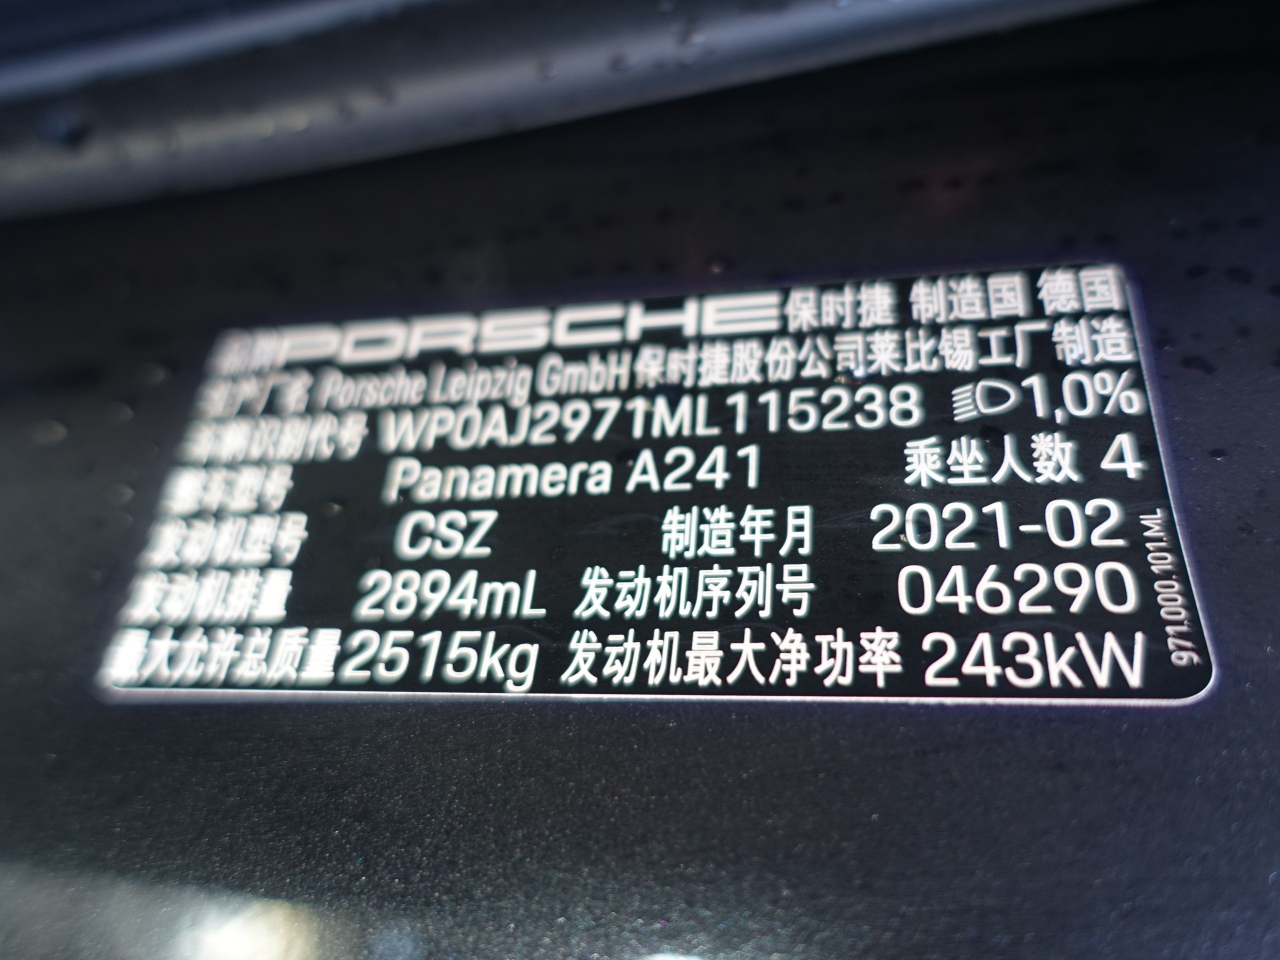 品牌 PORSCHE 保时捷 制造国 德国
生产厂名 Porsche Leipzig GmbH 保时捷股份公司莱比锡工厂制造
车辆识别代号 WP0AJ2971ML115238 1,0%
整车型号 Panamera A241 乘坐人数 4
发动机型号 CSZ 制造年月 2021-02
发动机排量 2894mL 发动机序列号 046290
最大允许总质量 2515kg 发动机最大净功率 243kW
971.000.101.ML